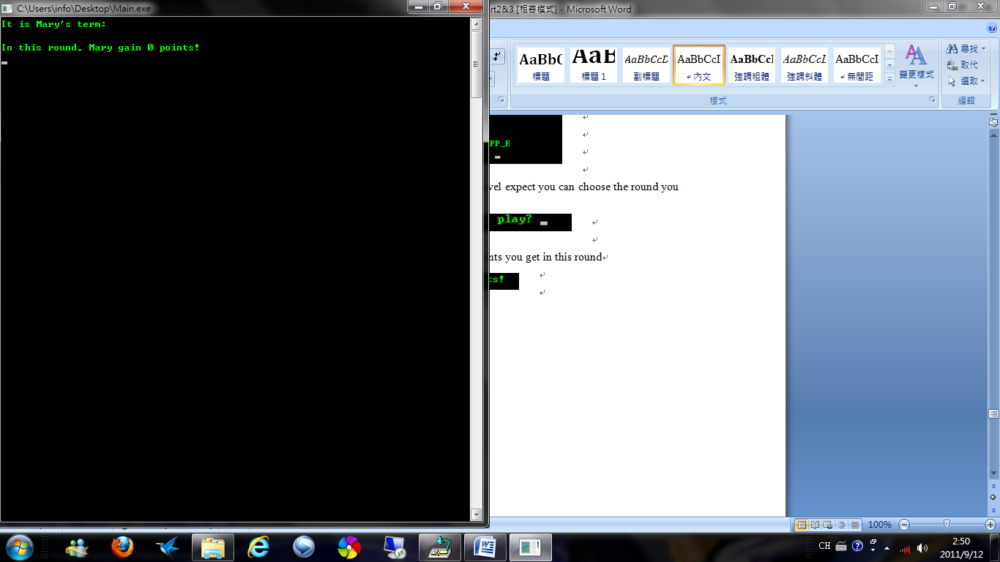 C:\Users\info\Desktop\Main.exe
It is Mary's term:
In this round, Mary gain 0 points!
rt2&3 [相容模式] - Microsoft Word
AaBbC AaB AaBbCcD AaBbCcI AaBbCcI AaBbCcL AaBbCcI
標題 標題 1 副標題 內文 強調粗體 強調斜體 無間距
變更樣式
樣式
尋找
取代
選取
編輯
PP_E
vel expect you can choose the round you
play?
nts you get in this round
ts!
100%
CH
2:50
2011/9/12